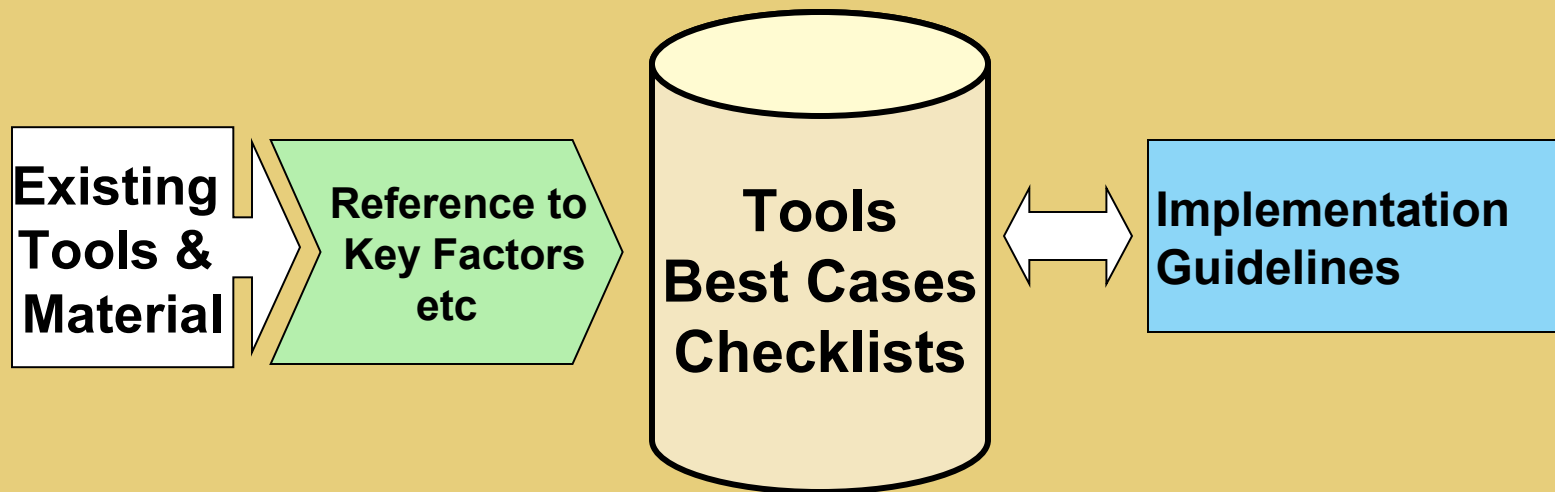 Existing
Tools &
Material
Reference to
Key Factors
etc
Tools
Best Cases
Checklists
Implementation
Guidelines